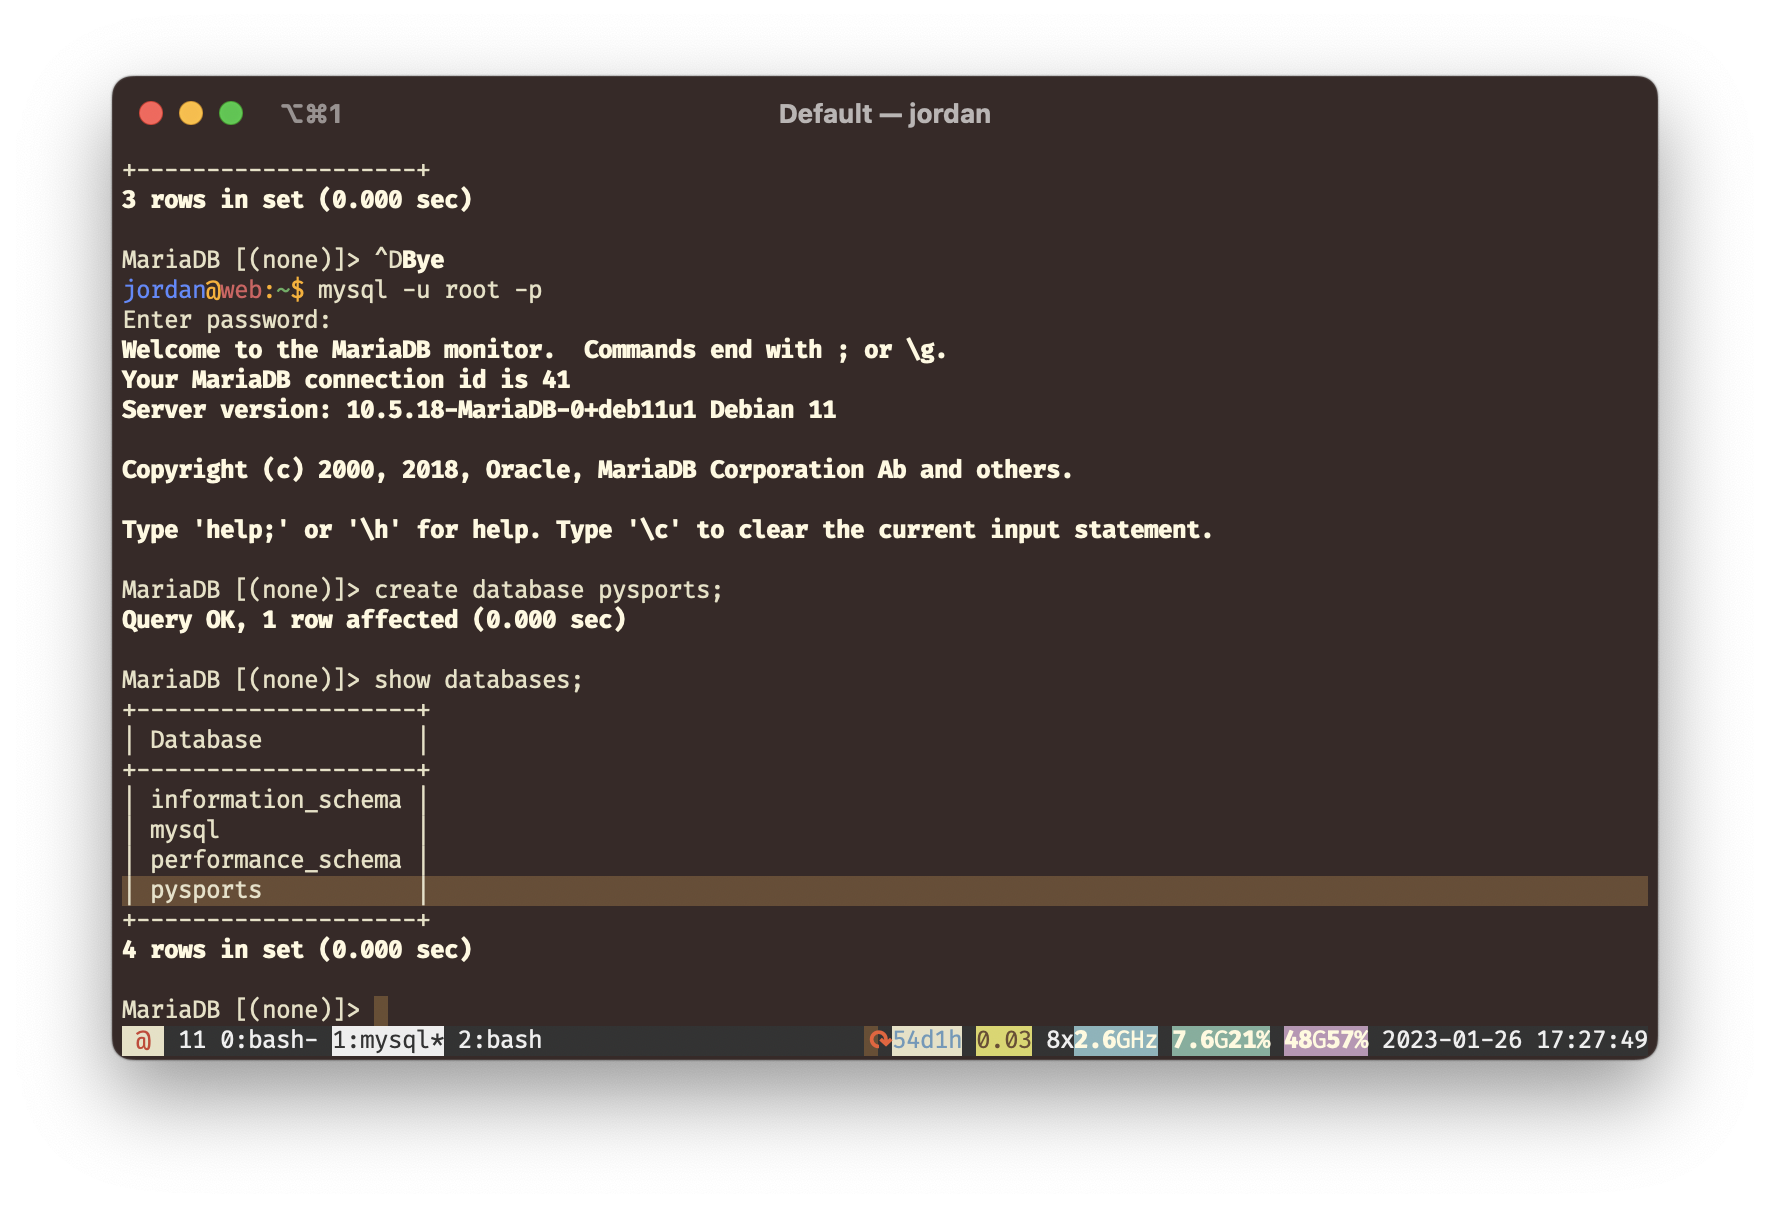 ⌥⌘1 Default — jordan
+--------------------+
3 rows in set (0.000 sec)
MariaDB [(none)]> ^DBye
jordan@web:~$ mysql -u root -p
Enter password:
Welcome to the MariaDB monitor.  Commands end with ; or \g.
Your MariaDB connection id is 41
Server version: 10.5.18-MariaDB-0+deb11u1 Debian 11
Copyright (c) 2000, 2018, Oracle, MariaDB Corporation Ab and others.
Type 'help;' or '\h' for help. Type '\c' to clear the current input statement.
MariaDB [(none)]> create database pysports;
Query OK, 1 row affected (0.000 sec)
MariaDB [(none)]> show databases;
+--------------------+
| Database           |
+--------------------+
| information_schema |
| mysql              |
| performance_schema |
| pysports           |
+--------------------+
4 rows in set (0.000 sec)
MariaDB [(none)]>
@ 11 0:bash- 1:mysql* 2:bash ⟳54d1h 0.03 8x2.6GHz 7.6G21% 48G57% 2023-01-26 17:27:49